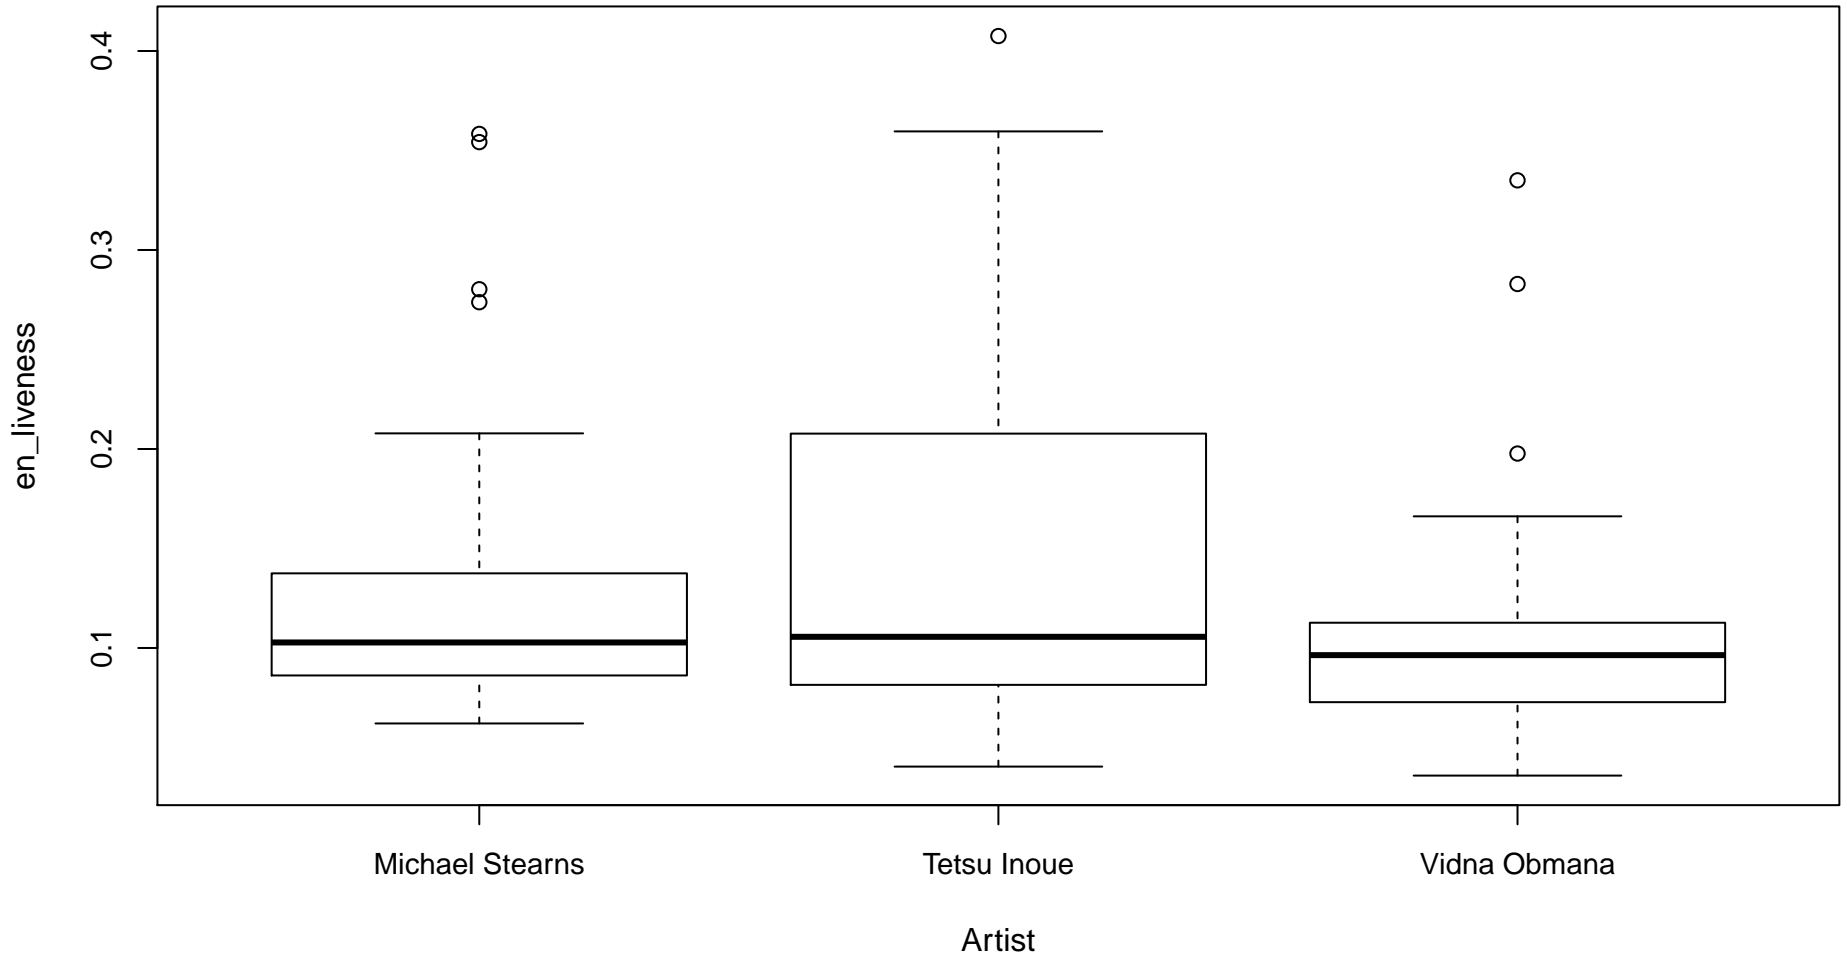 0.4
0.3
0.2
0.1
en_liveness
Michael Stearns
Tetsu Inoue
Vidna Obmana
Artist